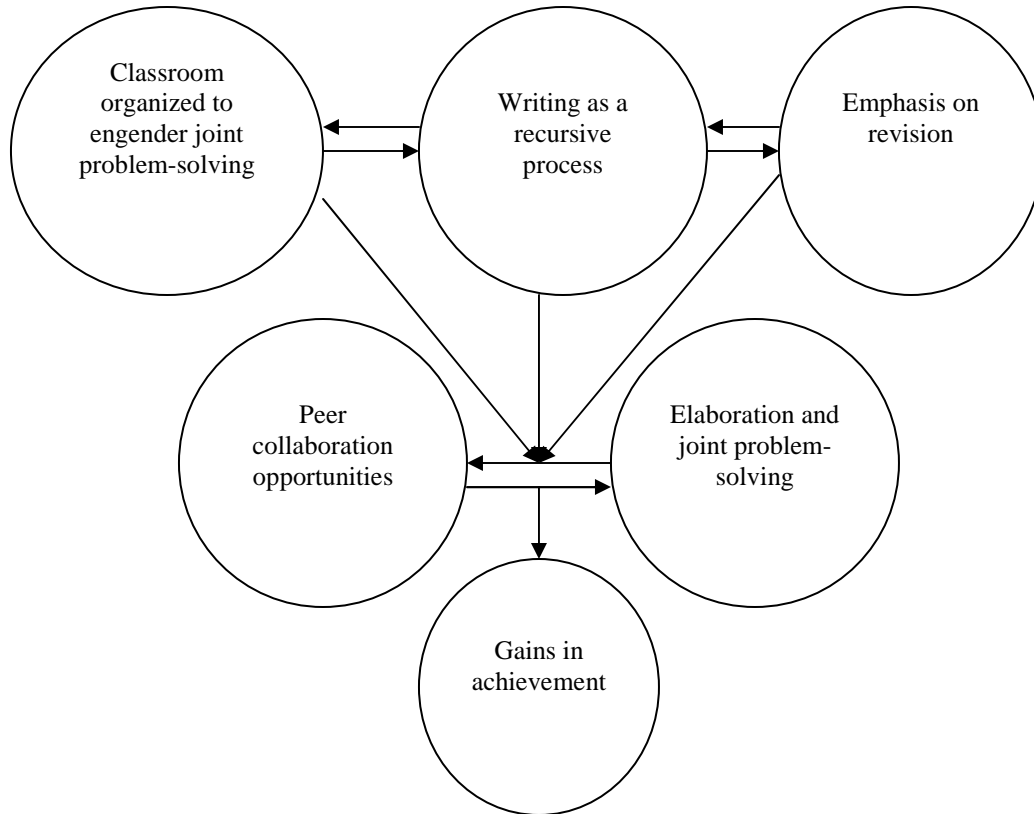 Classroom
organized to
engender joint
problem-solving
Writing as a
recursive
process
Emphasis on
revision
Peer
collaboration
opportunities
Elaboration and
joint problem-
solving
Gains in
achievement